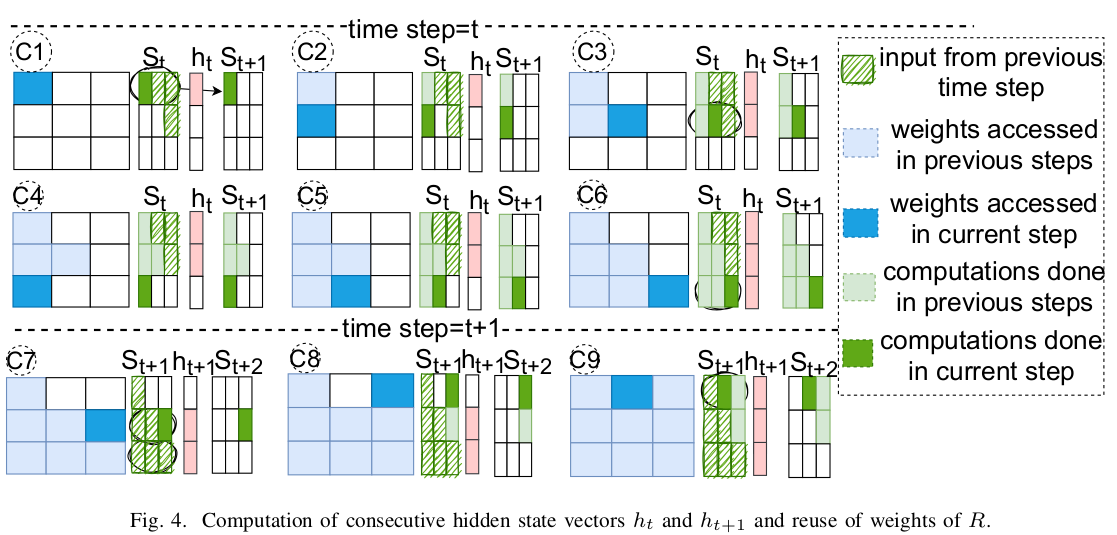 time step=t
C1 S_t h_t S_t+1
C2 S_t h_t S_t+1
C3 S_t h_t S_t+1
C4 S_t h_t S_t+1
C5 S_t h_t S_t+1
C6 S_t h_t S_t+1
time step=t+1
C7 S_t+1 h_t+1 S_t+2
C8 S_t+1 h_t+1 S_t+2
C9 S_t+1 h_t+1 S_t+2
input from previous
time step
weights accessed
in previous steps
weights accessed
in current step
computations done
in previous steps
computations done
in current step
Fig. 4. Computation of consecutive hidden state vectors h_t and h_t+1 and reuse of weights of R.